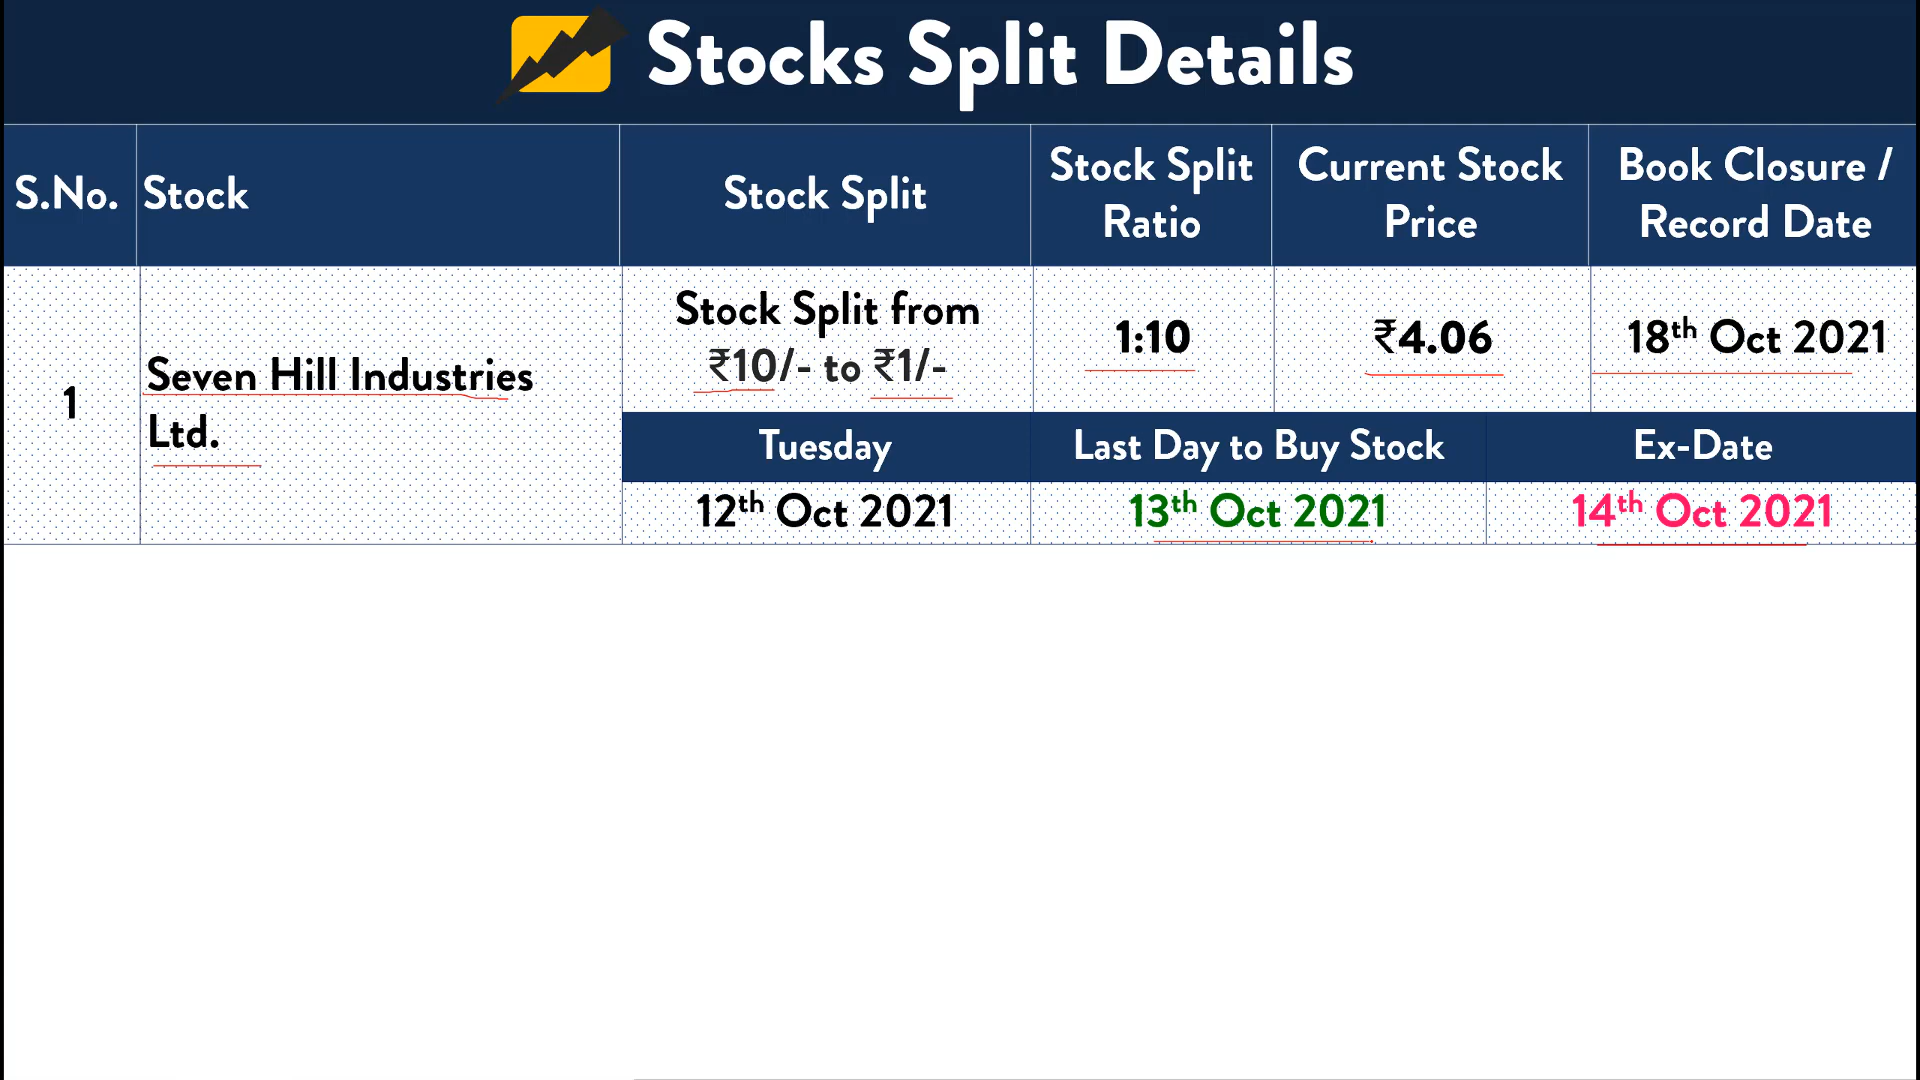 Stocks Split Details
S.No.
Stock
Stock Split
Stock Split
Ratio
Current Stock
Price
Book Closure /
Record Date
1
Seven Hill Industries
Ltd.
Stock Split from
₹10/- to ₹1/-
1:10
₹4.06
18th Oct 2021
Tuesday
Last Day to Buy Stock
Ex-Date
12th Oct 2021
13th Oct 2021
14th Oct 2021